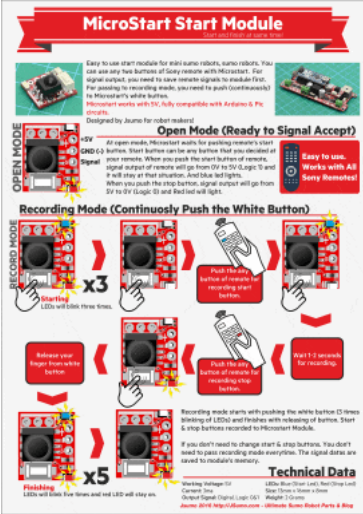 MicroStart Start Module
Start and finish at same time!
Easy to use start module for mini sumo robots, sumo robots. You
can use any two buttons of Sony remote with Microstart. For
signal output, you need to save remote signals to module first.
For passing to recording mode, you need to push (continuously)
to Microstart's white button.
Microstart works with 5V, fully compatible with Arduino & Pic
circuits.
Designed by Jsumo for robot makers!
OPEN MODE
+5V
GND (-)
Signal
Open Mode (Ready to Signal Accept)
At open mode, Microstart waits for pushing remote's start
button. Start button can be any button that you decided at
your remote. When you push the start button of remote,
signal output of remote will go from 0V to 5V (Logic 1) and
it will stay at that situation. And blue led lights.
When you push the stop button, signal output will go from
5V to 0V (Logic 0) and Red led will light.
Easy to use.
Works with All
Sony Remotes!
Recording Mode (Continuosly Push the White Button)
RECORD MODE
x3
Starting
LEDs will blink three times.
Push the any
button of remote for
recording start
button.
Wait 1-2 seconds
for recording.
Push the any
button of remote for
recording stop
button.
Release your
finger from white
button
x5
Finishing
LEDs will blink five times and red LED will stay on.
Recording mode starts with pushing the white button (3 times
blinking of LEDs) and finishes with releasing of button. Start
& stop buttons recorded to Microstart Module.
If you don't need to change start & stop buttons. You don't
need to pass recording mode everytime. The signal dates are
saved to module's memory.
Technical Data
Working Voltage: 5V
Current: 5ma
Output Signal: Digital Logic 0&1
LEDs: Blue (Start Led), Red (Stop Led)
Weight: 3 Grams
Jsumo 2016 http://JSumo.com - Ultimate Sumo Robot Parts & Blog